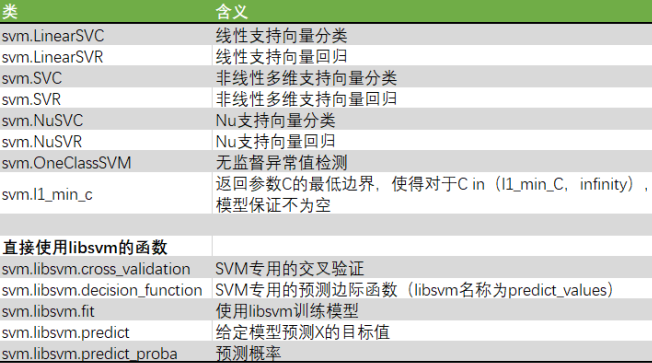 类 含义
svm.LinearSVC 线性支持向量分类
svm.LinearSVR 线性支持向量回归
svm.SVC 非线性多维支持向量分类
svm.SVR 非线性多维支持向量回归
svm.NuSVC Nu支持向量分类
svm.NuSVR Nu支持向量回归
svm.OneClassSVM 无监督异常值检测
svm.l1_min_c 返回参数C的最低边界，使得对于C in（l1_min_C，infinity），
模型保证不为空
直接使用libsvm的函数
svm.libsvm.cross_validation SVM专用的交叉验证
svm.libsvm.decision_function SVM专用的预测边际函数（libsvm名称为predict_values）
svm.libsvm.fit 使用libsvm训练模型
svm.libsvm.predict 给定模型预测X的目标值
svm.libsvm.predict_proba 预测概率